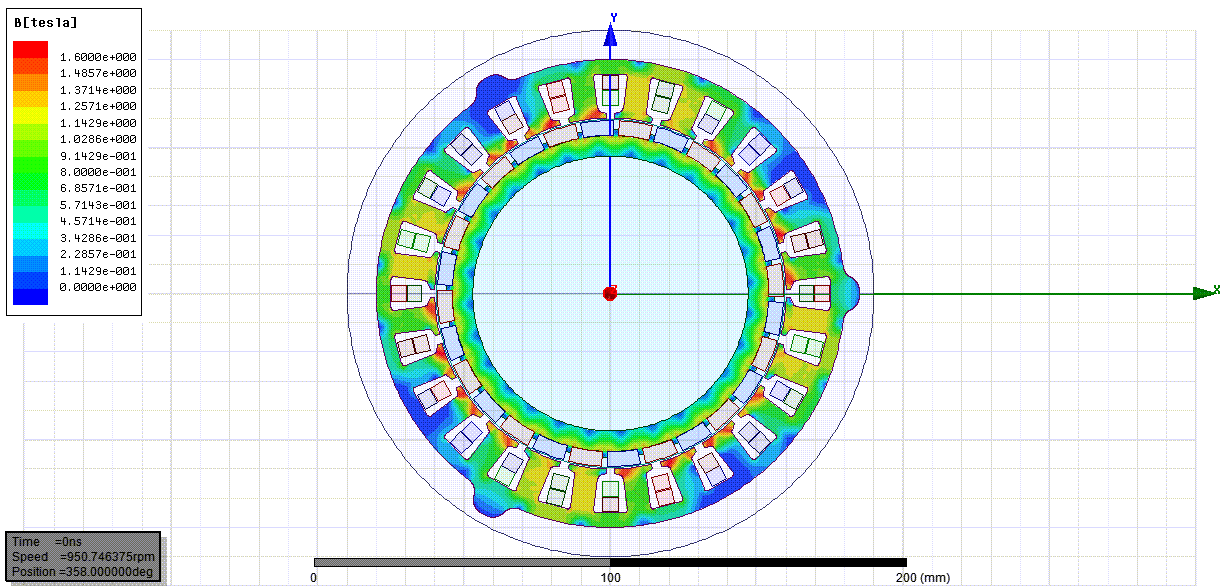 B[tesla]
1.6000e+000
1.4857e+000
1.3714e+000
1.2571e+000
1.1429e+000
1.0286e+000
9.1429e-001
8.0000e-001
6.8571e-001
5.7143e-001
4.5714e-001
3.4286e-001
2.2857e-001
1.1429e-001
0.0000e+000
Y
X
Time =0ns
Speed =950.746375rpm
Position =358.000000deg
0 100 200 (mm)